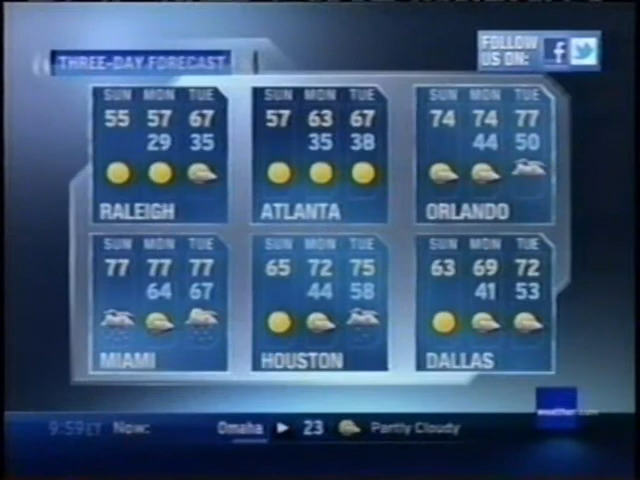 THREE-DAY FORECAST
FOLLOW US ON:
SUN MON TUE
55 57 67
29 35
RALEIGH
SUN MON TUE
57 63 67
35 38
ATLANTA
SUN MON TUE
74 74 77
44 50
ORLANDO
SUN MON TUE
77 77 77
64 67
MIAMI
SUN MON TUE
65 72 75
44 58
HOUSTON
SUN MON TUE
63 69 72
41 53
DALLAS
weather.com
9:59 ET Now: Omaha 23 Partly Cloudy